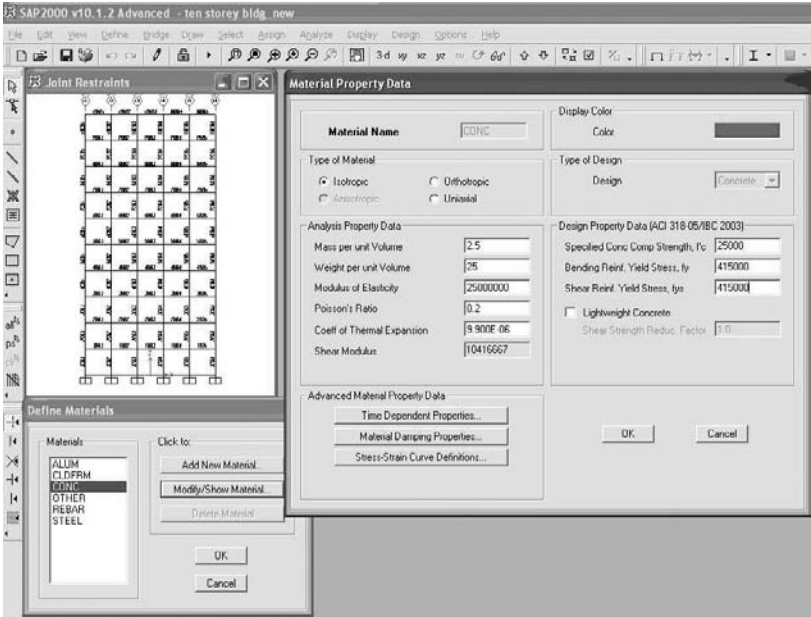 SAP2000 v10.1.2 Advanced - ten storey bldg_new
File Edit View Define Bridge Draw Select Assign Analyze Display Design Options Help
3-d xy xz yz
Joint Restraints
Material Property Data
Material Name CONC
Display Color
Color
Type of Material
Isotropic Orthotropic
Anisotropic Uniaxial
Type of Design
Design Concrete
Analysis Property Data
Mass per unit Volume 2.5
Weight per unit Volume 25
Modulus of Elasticity 25000000
Poisson's Ratio 0.2
Coeff of Thermal Expansion 9.900E-06
Shear Modulus 10416667
Design Property Data (ACI 318-05/IBC 2003)
Specified Conc Comp Strength, f'c 25000
Bending Reinf. Yield Stress, fy 415000
Shear Reinf. Yield Stress, fys 415000
Lightweight Concrete
Shear Strength Reduc. Factor 1.0
Advanced Material Property Data
Time Dependent Properties...
Material Damping Properties...
Stress-Strain Curve Definitions...
OK Cancel
Define Materials
Materials
ALUM
CLDFRM
CONC
OTHER
REBAR
STEEL
Click to:
Add New Material...
Modify/Show Material...
Delete Material
OK
Cancel
all